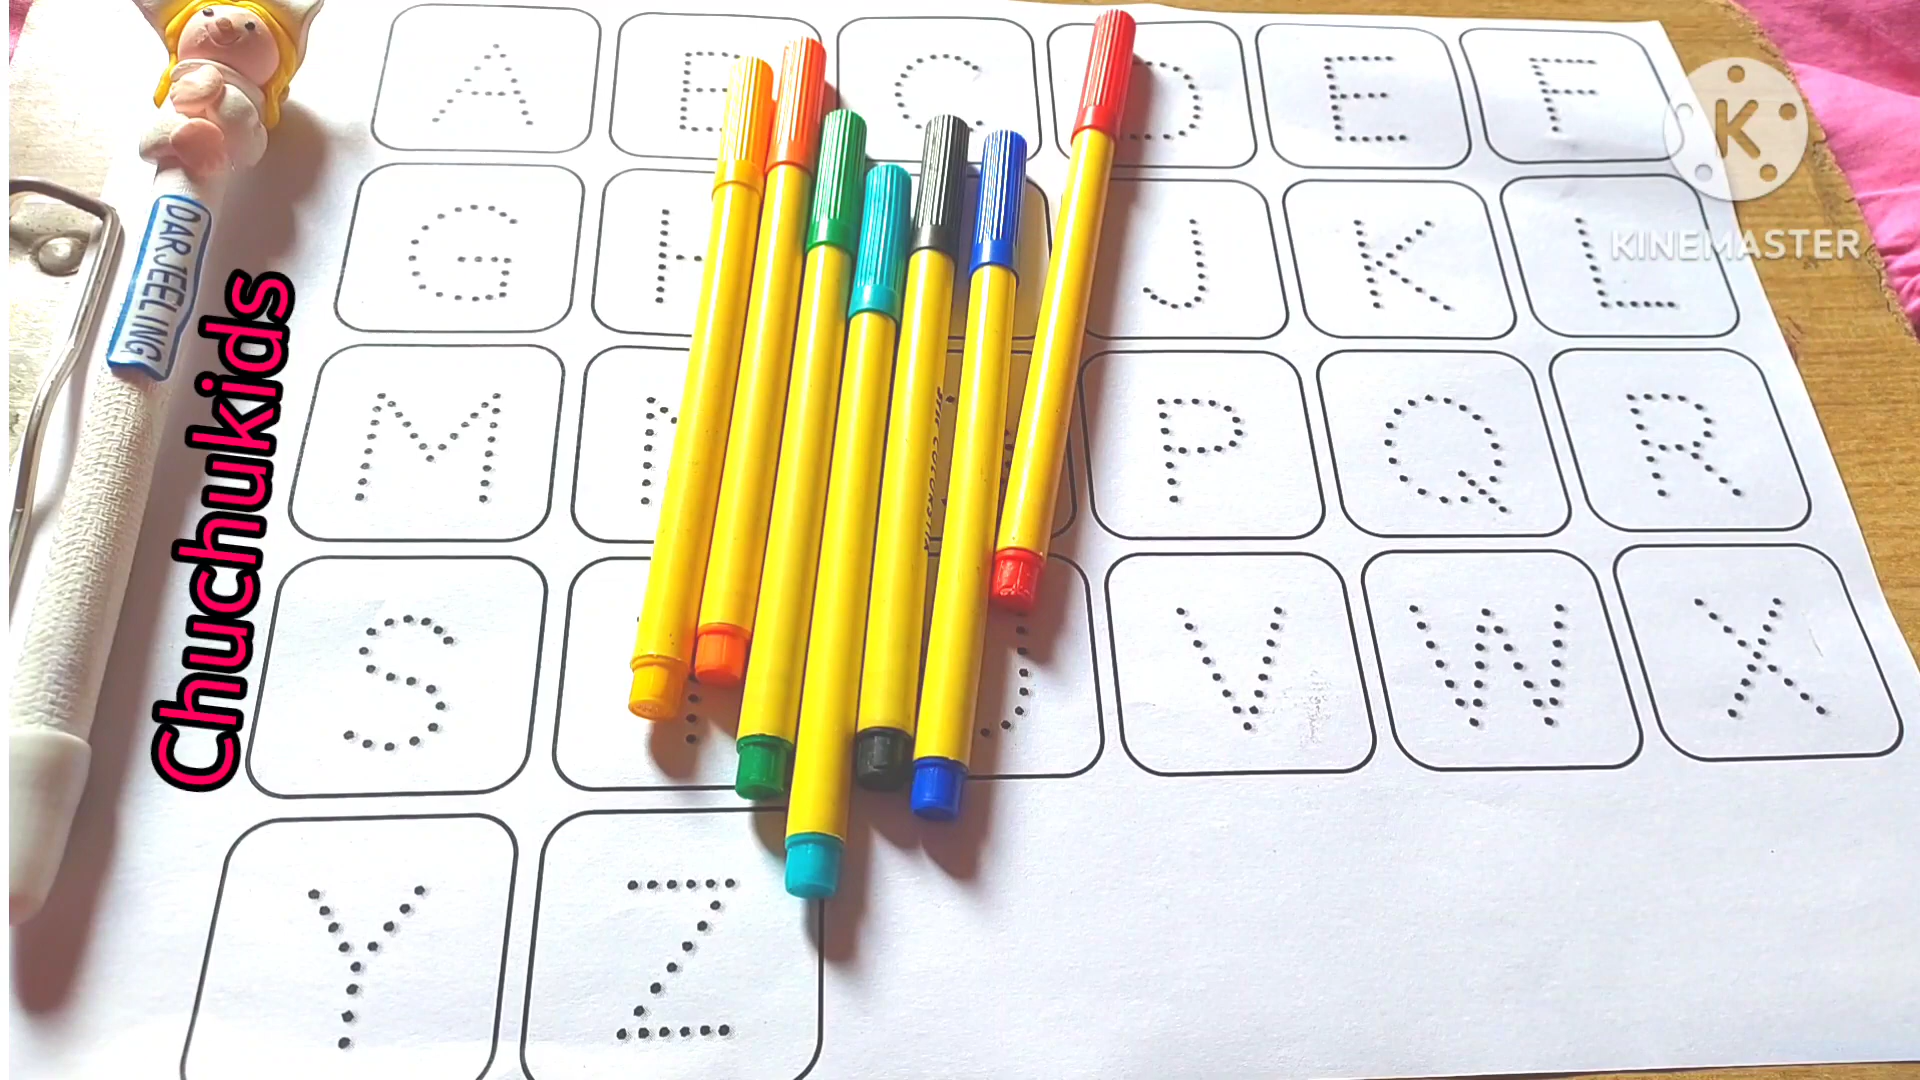 A B C D E F
G H J K L
M P Q R
S V W X
Y Z
DARJEELING
Chuchukids
K
KINEMASTER